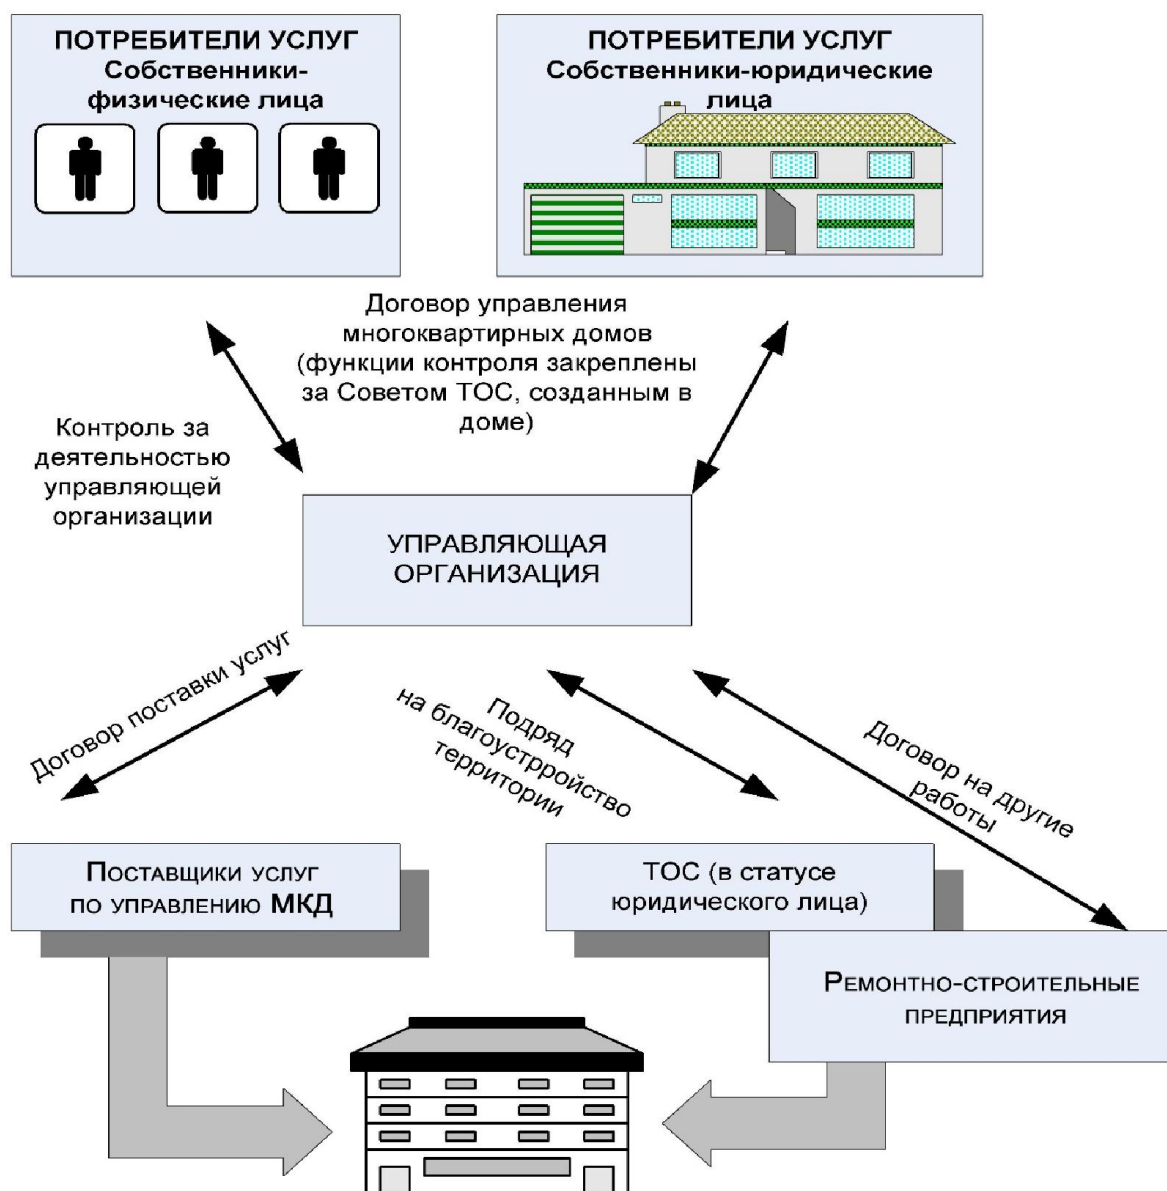 ПОТРЕБИТЕЛИ УСЛУГ
Собственники-
физические лица
ПОТРЕБИТЕЛИ УСЛУГ
Собственники-юридические
лица
Договор управления
многоквартирных домов
(функции контроля закреплены
за Советом ТОС, созданным в
доме)
Контроль за
деятельностью
управляющей
организации
УПРАВЛЯЮЩАЯ
ОРГАНИЗАЦИЯ
Договор поставки услуг
Подряд
на благоустрройство
территории
Договор на другие
работы
ПОСТАВЩИКИ УСЛУГ
ПО УПРАВЛЕНИЮ МКД
ТОС (в статусе
юридического лица)
РЕМОНТНО-СТРОИТЕЛЬНЫЕ
ПРЕДПРИЯТИЯ